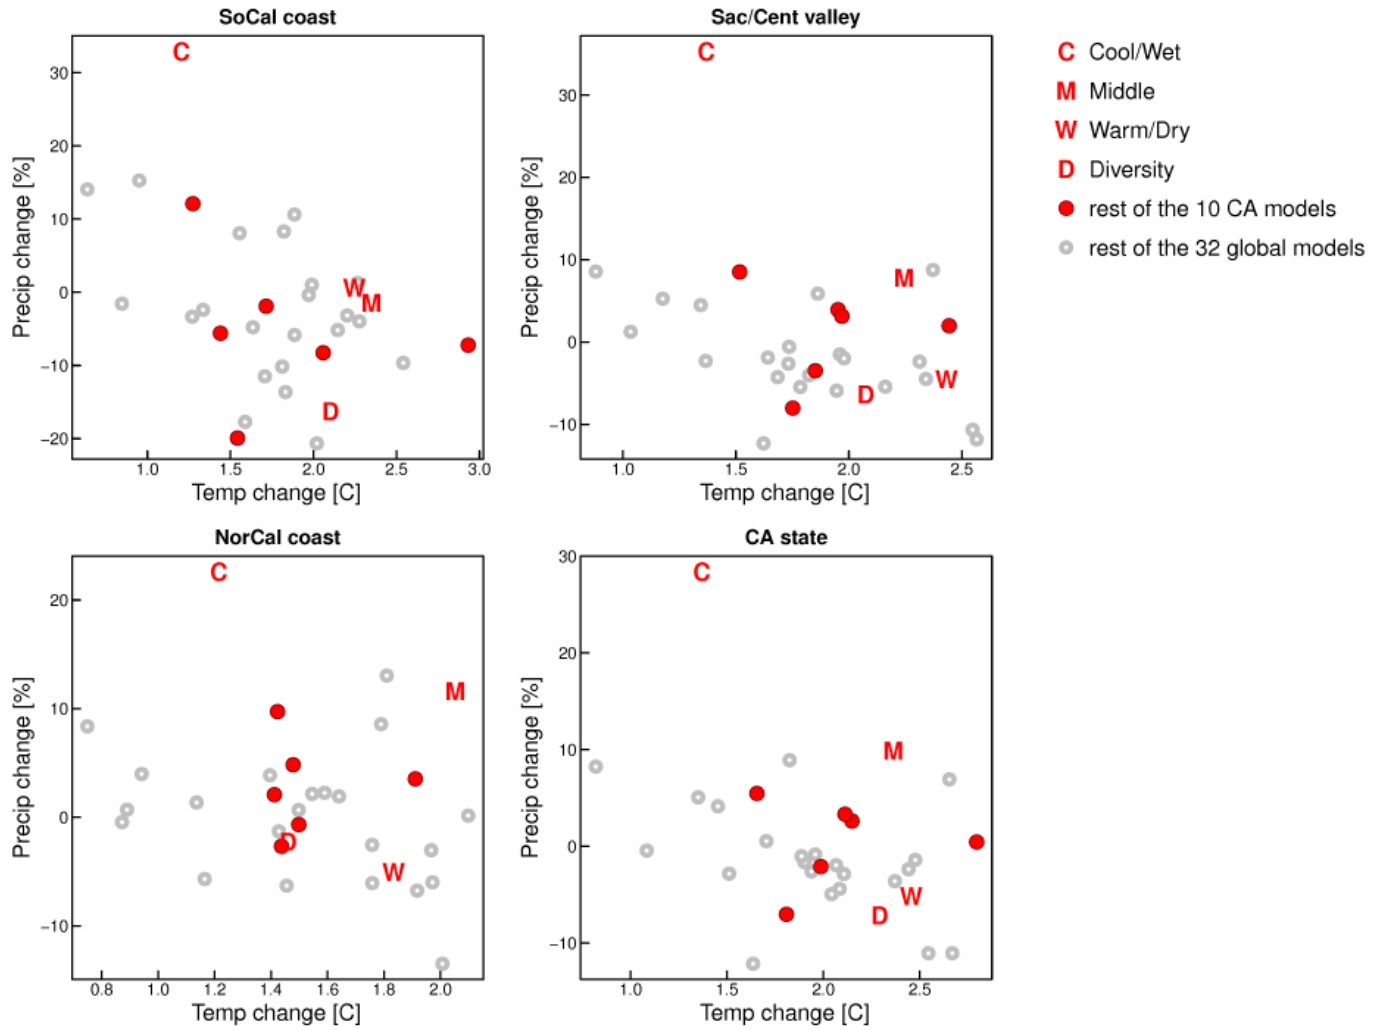 SoCal coast
C
30
20
10
0
−10
−20
W
M
D
1.0 1.5 2.0 2.5 3.0
Temp change [C]
Precip change [%]
Sac/Cent valley
C
30
20
10
0
−10
M
W
D
1.0 1.5 2.0 2.5
Temp change [C]
Precip change [%]
C Cool/Wet
M Middle
W Warm/Dry
D Diversity
rest of the 10 CA models
rest of the 32 global models
NorCal coast
C
20
10
0
−10
M
D
W
0.8 1.0 1.2 1.4 1.6 1.8 2.0
Temp change [C]
Precip change [%]
CA state
30
20
10
0
−10
C
M
W
D
1.0 1.5 2.0 2.5
Temp change [C]
Precip change [%]